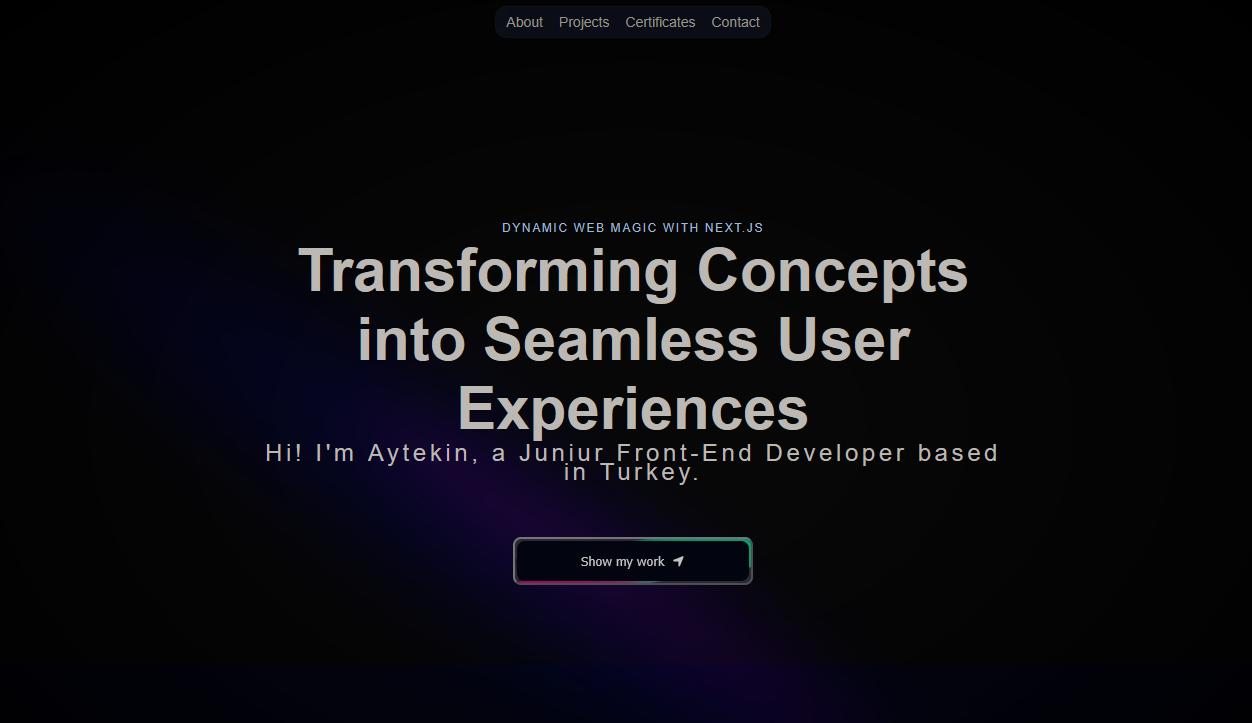 About Projects Certificates Contact
DYNAMIC WEB MAGIC WITH NEXT.JS
Transforming Concepts
into Seamless User
Experiences
Hi! I'm Aytekin, a Juniur Front-End Developer based
in Turkey.
Show my work